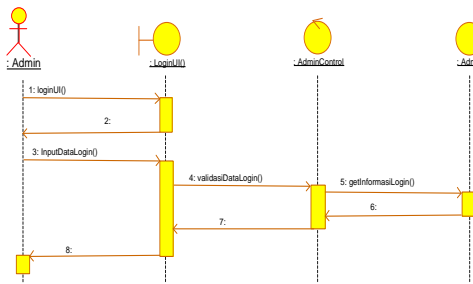 : Admin
: LoginUI()
: AdminControl
1: loginUI()
2:
3: InputDataLogin()
4: validasiDataLogin()
5: getInformasiLogin()
6:
7:
8: